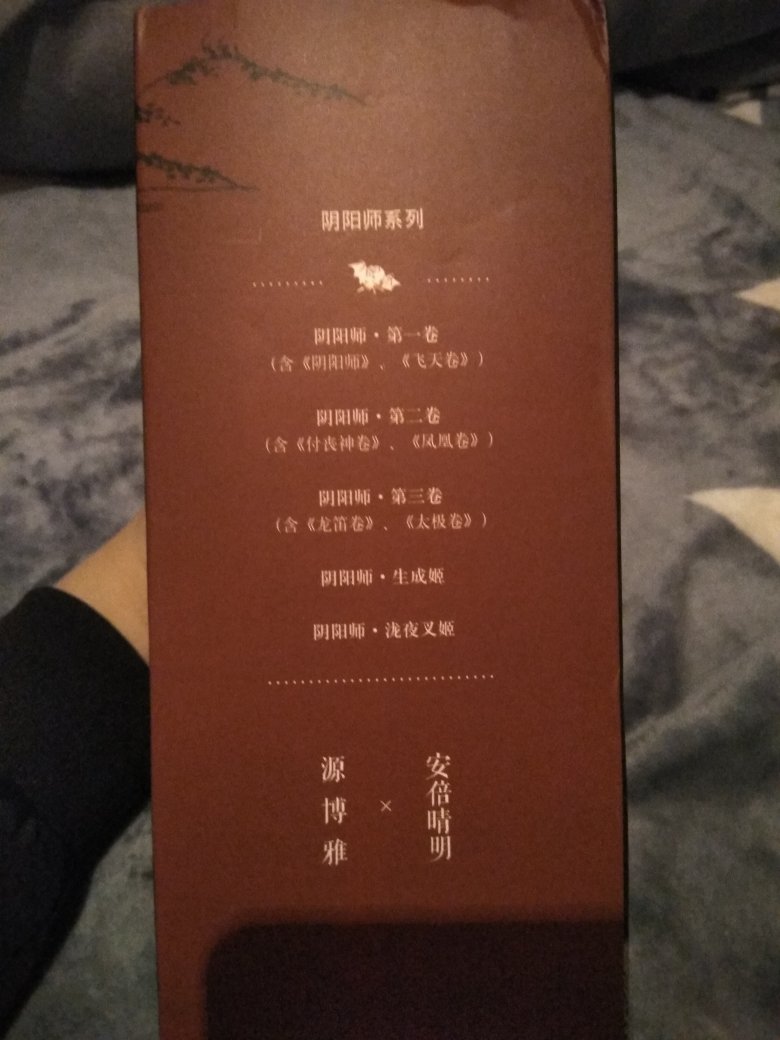 阴阳师系列
阴阳师·第一卷
(含《阴阳师》、《飞天卷》)
阴阳师·第二卷
(含《付丧神卷》、《凤凰卷》)
阴阳师·第三卷
(含《龙笛卷》、《太极卷》)
阴阳师·生成姬
阴阳师·泷夜叉姬
安倍晴明
×
源博雅